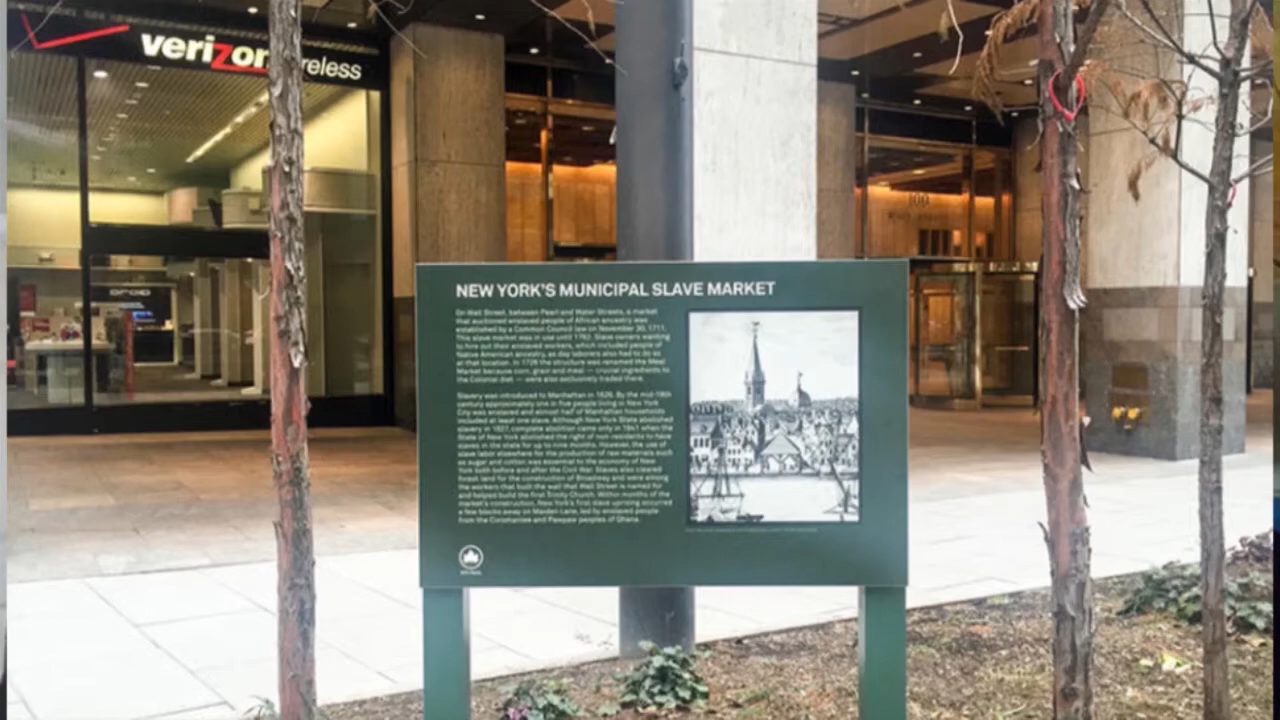 verizon wireless
DROID
100
NEW YORK'S MUNICIPAL SLAVE MARKET
On Wall Street, between Pearl and Water Streets, a market
that auctioned enslaved people of African ancestry was
established by a Common Council law on November 30, 1711.
This slave market was in use until 1762. Slave owners wanting
to hire out their enslaved workers, which included people of
Native American ancestry, as day laborers also had to do so
at that location. In 1726 the structure was renamed the Meal
Market because corn, grain and meal — crucial ingredients to
the Colonial diet — were also exclusively traded there.
Slavery was introduced to Manhattan in 1626. By the mid-18th
century approximately one in five people living in New York
City was enslaved and almost half of Manhattan households
included at least one slave. Although New York State abolished
slavery in 1827, complete abolition came only in 1841 when the
State of New York abolished the right of non-residents to have
slaves in the state for up to nine months. However, the use of
slave labor elsewhere for the production of raw materials such
as sugar and cotton was essential to the economy of New
York both before and after the Civil War. Slaves also cleared
forest land for the construction of Broadway and were among
the workers that built the wall that Wall Street is named for
and helped build the first Trinity Church. Within months of the
market's construction, New York's first slave uprising occurred
a few blocks away on Maiden Lane, led by enslaved people
from the Coromantee and Pawpaw peoples of Ghana.